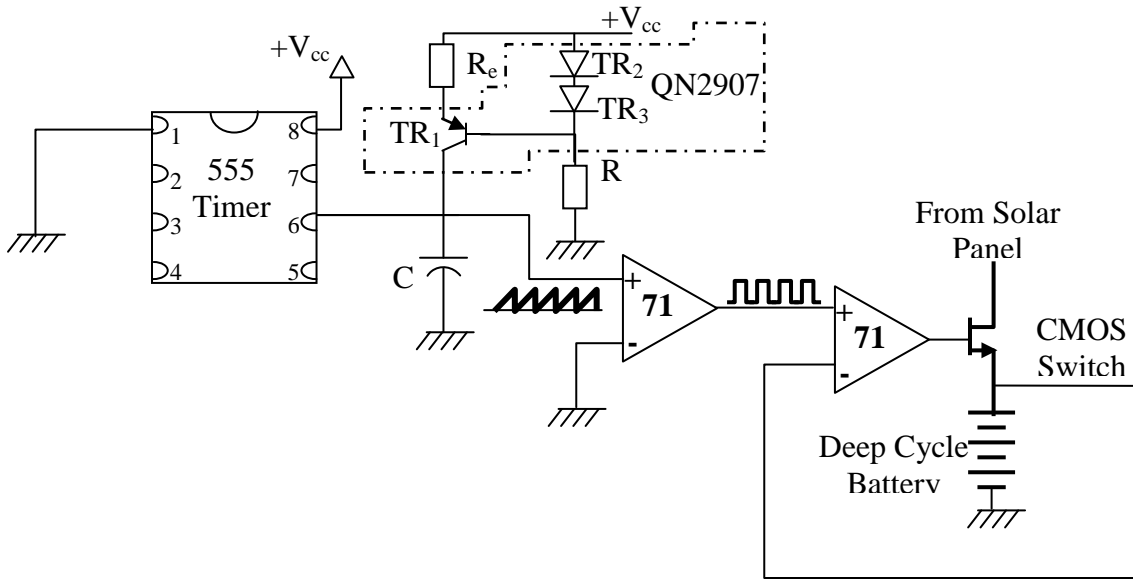 +Vcc
+Vcc
Re
TR2
QN2907
TR3
TR1
1
8
2
7
555
Timer
3
6
4
5
R
C
From Solar
Panel
+
71
-
+
71
-
CMOS
Switch
Deep Cycle
Battery